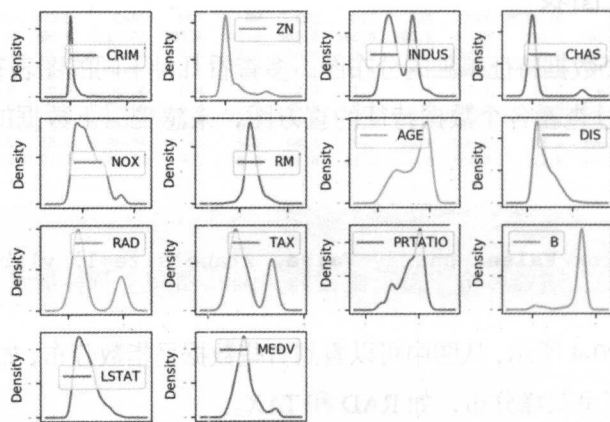 Density CRIM Density ZN Density INDUS Density CHAS
Density NOX Density RM Density AGE Density DIS
Density RAD Density TAX Density PRTATIO Density B
Density LSTAT Density MEDV